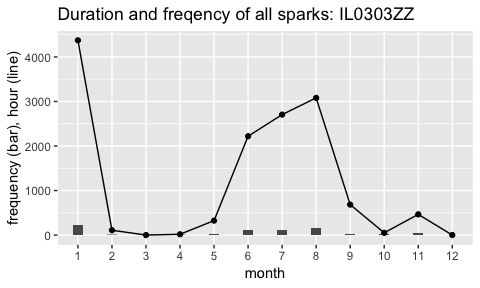 Duration and freqency of all sparks: IL0303ZZ
frequency (bar), hour (line)
4000
3000
2000
1000
0
1 2 3 4 5 6 7 8 9 10 11 12
month